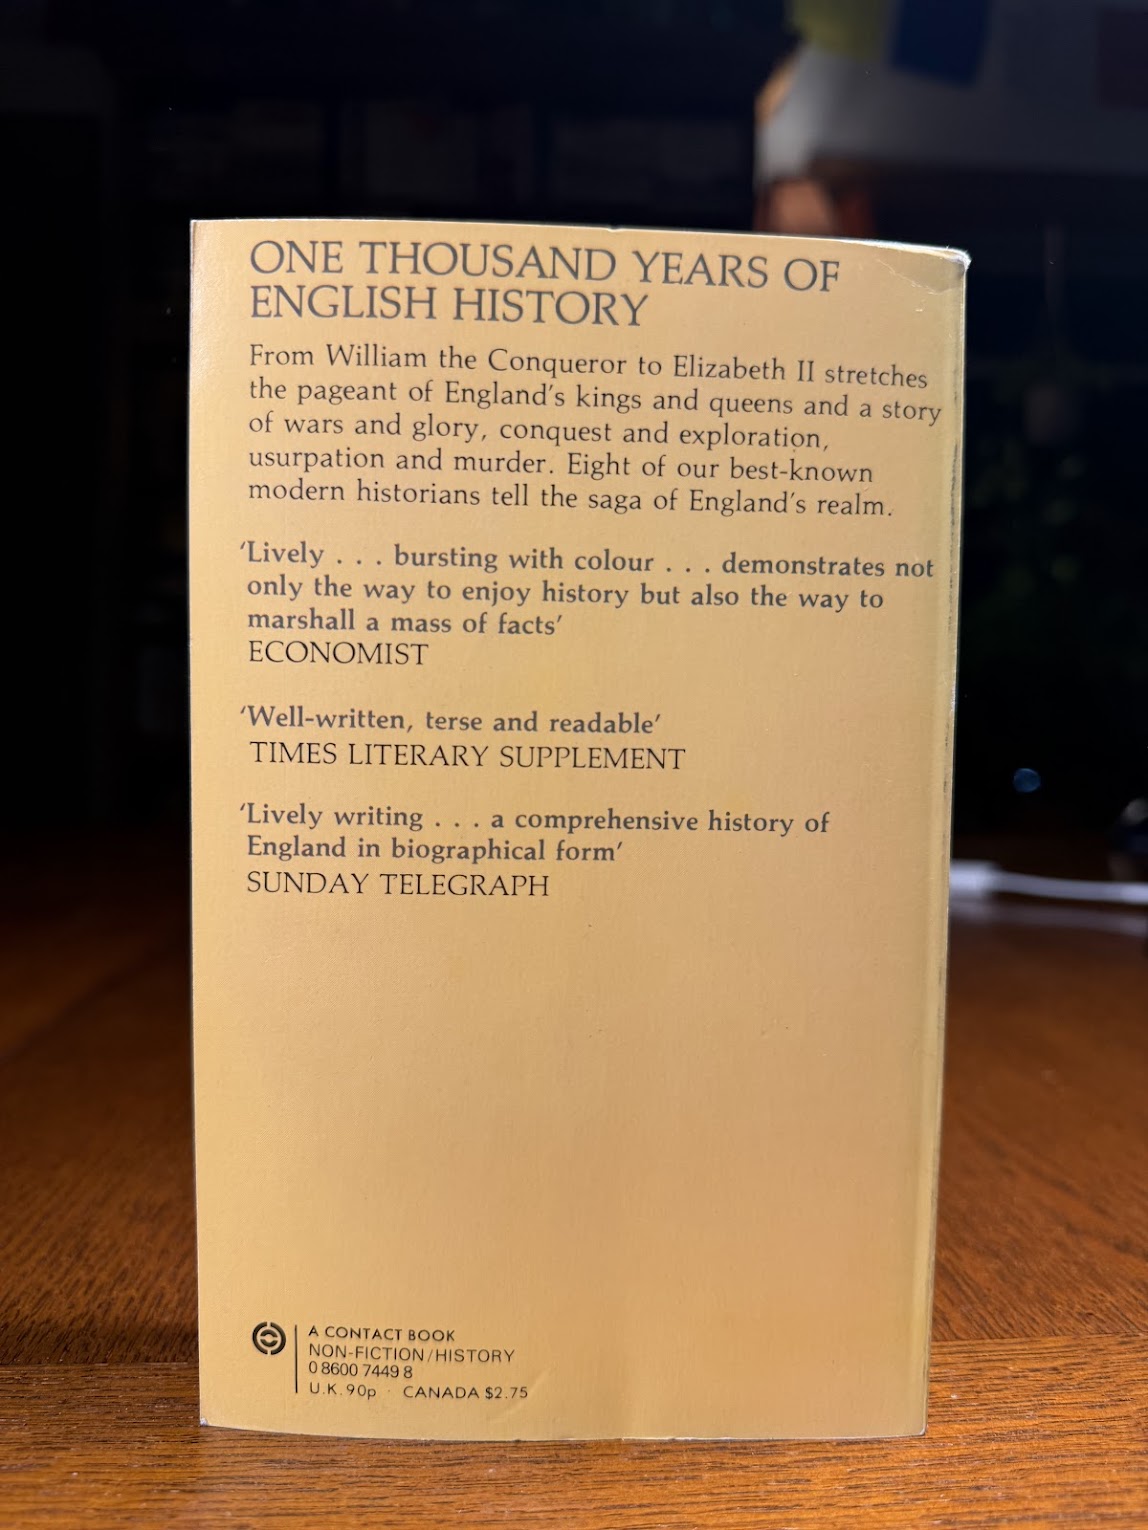 ONE THOUSAND YEARS OF
ENGLISH HISTORY
From William the Conqueror to Elizabeth II stretches
the pageant of England's kings and queens and a story
of wars and glory, conquest and exploration,
usurpation and murder. Eight of our best-known
modern historians tell the saga of England's realm.
‘Lively . . . bursting with colour . . . demonstrates not
only the way to enjoy history but also the way to
marshall a mass of facts’
ECONOMIST
‘Well-written, terse and readable’
TIMES LITERARY SUPPLEMENT
‘Lively writing . . . a comprehensive history of
England in biographical form’
SUNDAY TELEGRAPH
A CONTACT BOOK
NON-FICTION/HISTORY
0 8600 7449 8
U.K. 90p · CANADA $2.75